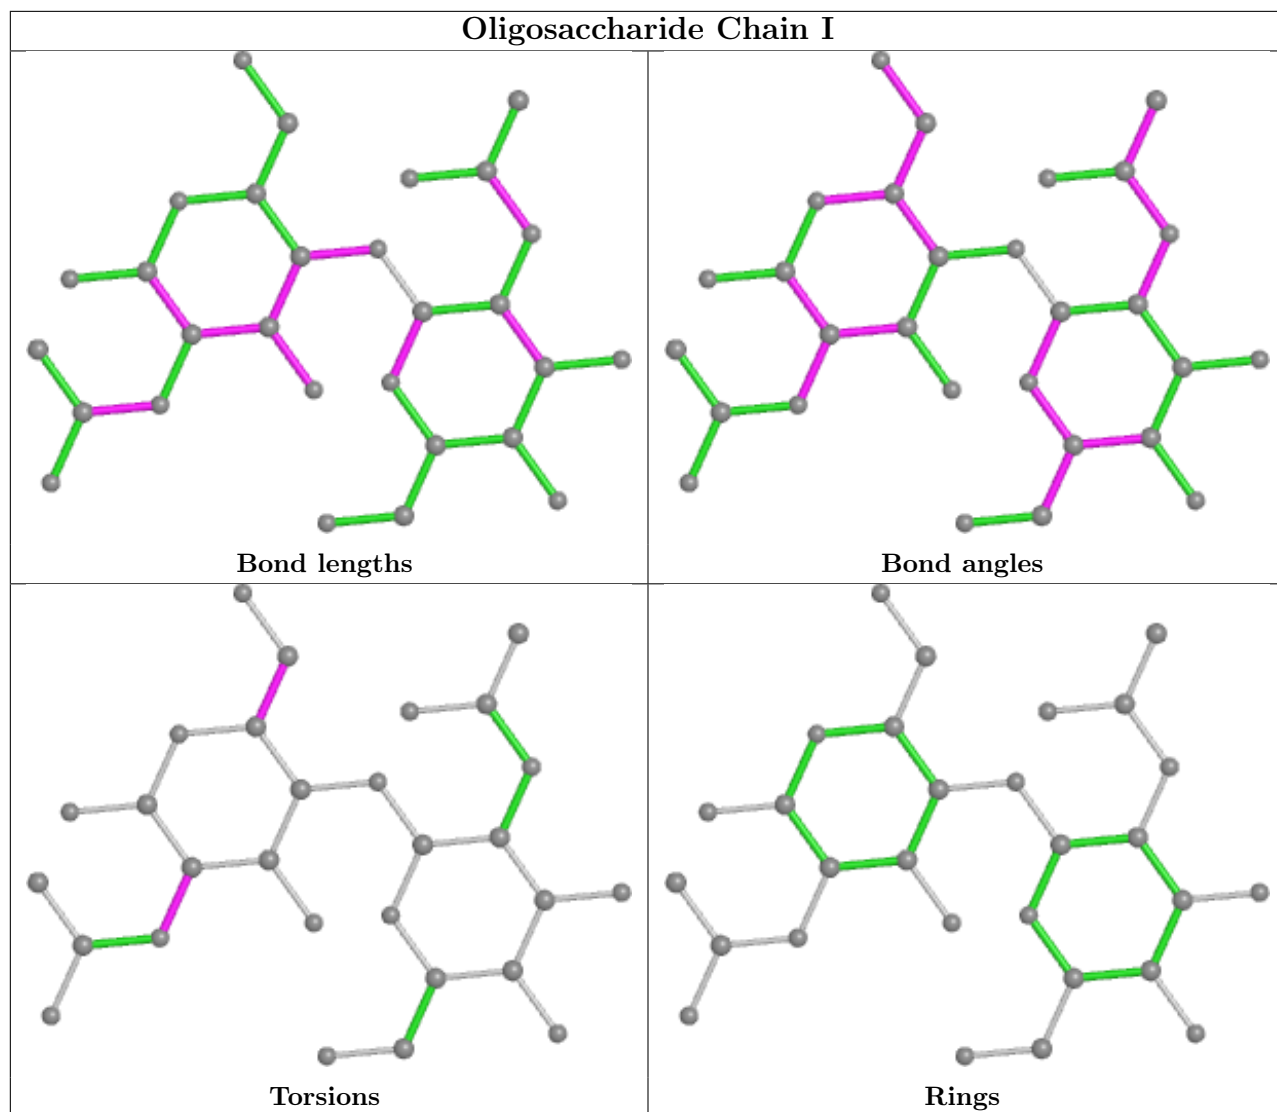 Oligosaccharide Chain I
Bond lengths
Bond angles
Torsions
Rings